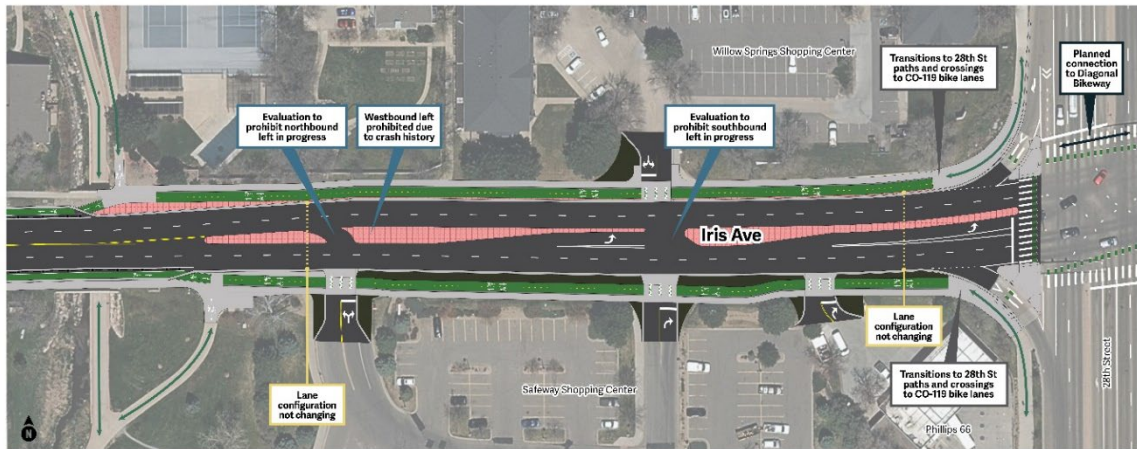 Willow Springs Shopping Center
Transitions to 28th St
paths and crossings
to CO-119 bike lanes
Planned
connection
to Diagonal
Bikeway
Evaluation to
prohibit northbound
left in progress
Westbound left
prohibited due
to crash history
Evaluation to
prohibit southbound
left in progress
Iris Ave
Lane
configuration
not changing
Lane
configuration
not changing
Transitions to 28th St
paths and crossings
to CO-119 bike lanes
Safeway Shopping Center
Phillips 66
28th Street
N